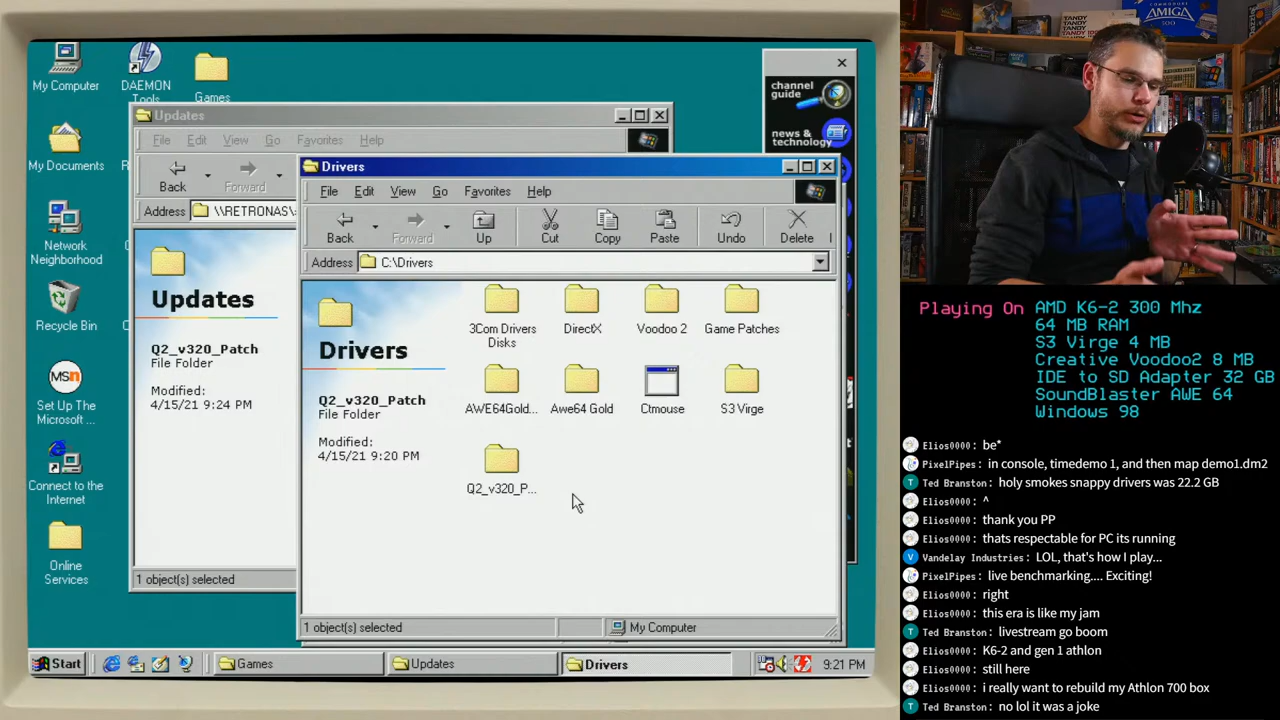 My Computer
DAEMON
Tools
Games
My Documents
Network
Neighborhood
Recycle Bin
msn
Set Up The
Microsoft ...
Connect to the
Internet
Online
Services
Updates
File Edit View Go Favorites Help
Back
Forward
Address \\RETRONAS\
Updates
Q2_v320_Patch
File Folder
Modified:
4/15/21 9:24 PM
1 object(s) selected
channel
guide
news &
technology
Drivers
File Edit View Go Favorites Help
Back Forward Up Cut Copy Paste Undo Delete
Address C:\Drivers
Drivers
Q2_v320_Patch
File Folder
Modified:
4/15/21 9:20 PM
3Com Drivers
Disks
DirectX
Voodoo 2
Game Patches
AWE64Gold...
Awe64 Gold
Ctmouse
S3 Virge
Q2_v320_P...
1 object(s) selected
My Computer
Start
Games
Updates
Drivers
9:21 PM
COMMODORE
AMIGA
500
TANDY
TANDY
Playing On
AMD K6-2 300 Mhz
64 MB RAM
S3 Virge 4 MB
Creative Voodoo2 8 MB
IDE to SD Adapter 32 GB
SoundBlaster AWE 64
Windows 98
Elios0000: be*
PixelPipes: in console, timedemo 1, and then map demo1.dm2
Ted Branston: holy smokes snappy drivers was 22.2 GB
Elios0000: ^
Elios0000: thank you PP
Elios0000: thats respectable for PC its running
Vandelay Industries: LOL, that's how I play...
PixelPipes: live benchmarking.... Exciting!
Elios0000: right
Elios0000: this era is like my jam
Ted Branston: livestream go boom
Elios0000: K6-2 and gen 1 athlon
Elios0000: still here
Elios0000: i really want to rebuild my Athlon 700 box
Ted Branston: no lol it was a joke